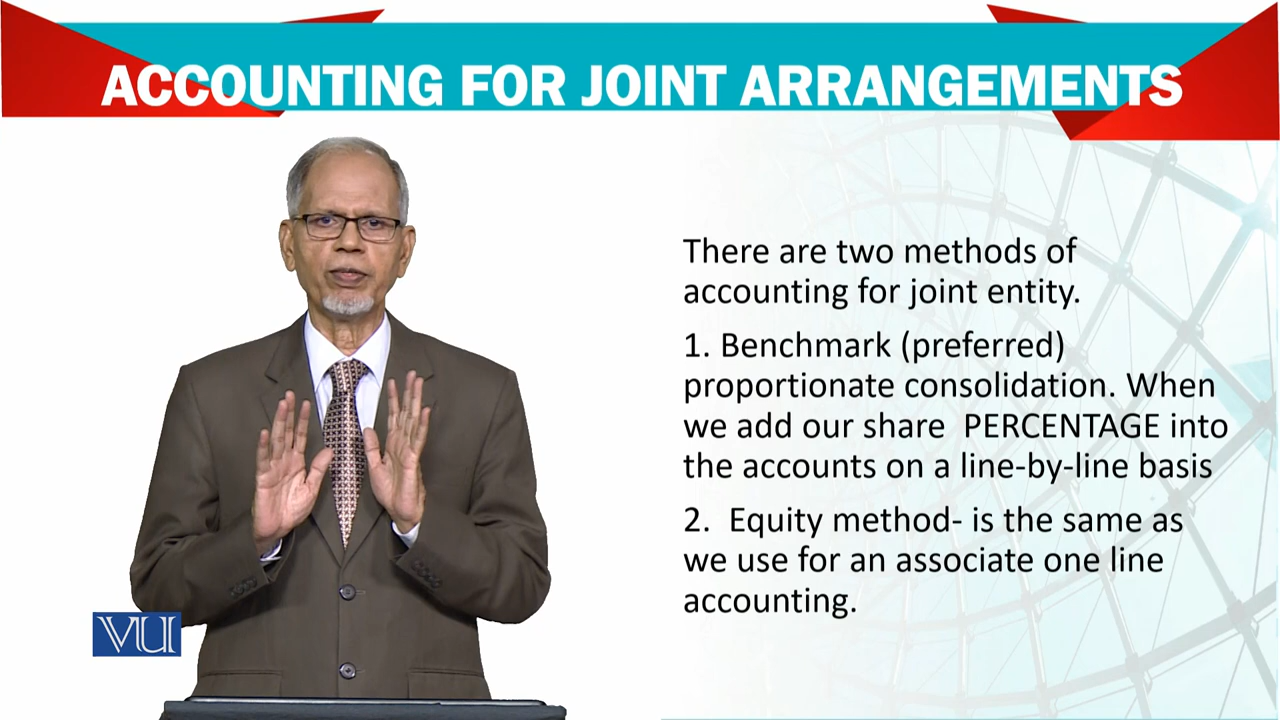 ACCOUNTING FOR JOINT ARRANGEMENTS
There are two methods of
accounting for joint entity.
1. Benchmark (preferred)
proportionate consolidation. When
we add our share  PERCENTAGE into
the accounts on a line-by-line basis
2.  Equity method- is the same as
we use for an associate one line
accounting.
VU